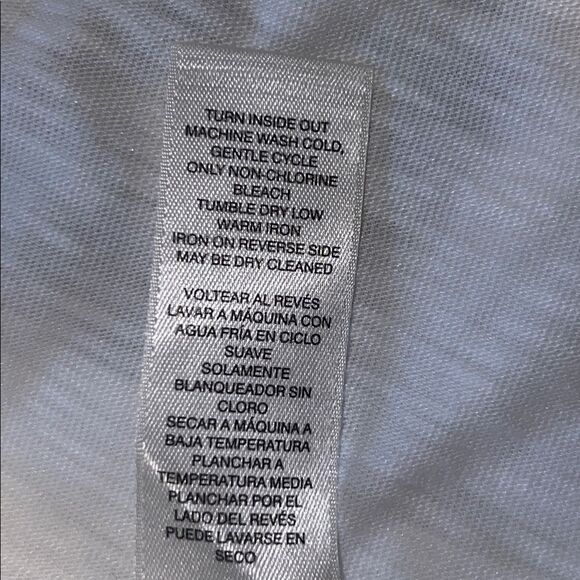 TURN INSIDE OUT
MACHINE WASH COLD,
GENTLE CYCLE
ONLY NON-CHLORINE
BLEACH
TUMBLE DRY LOW
WARM IRON
IRON ON REVERSE SIDE
MAY BE DRY CLEANED
VOLTEAR AL REVÉS
LAVAR A MÁQUINA CON
AGUA FRÍA EN CICLO
SUAVE
SOLAMENTE
BLANQUEADOR SIN
CLORO
SECAR A MÁQUINA A
BAJA TEMPERATURA
PLANCHAR A
TEMPERATURA MEDIA
PLANCHAR POR EL
LADO DEL REVÉS
PUEDE LAVARSE EN
SECO